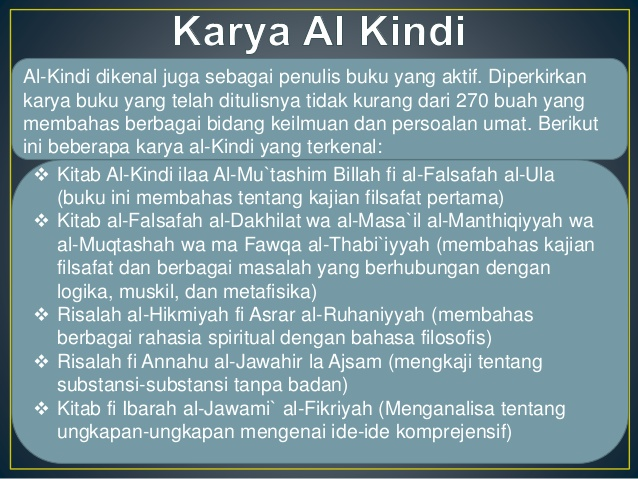 Karya Al Kindi
Al-Kindi dikenal juga sebagai penulis buku yang aktif. Diperkirkan
karya buku yang telah ditulisnya tidak kurang dari 270 buah yang
membahas berbagai bidang keilmuan dan persoalan umat. Berikut
ini beberapa karya al-Kindi yang terkenal:
❖ Kitab Al-Kindi ilaa Al-Mu`tashim Billah fi al-Falsafah al-Ula
(buku ini membahas tentang kajian filsafat pertama)
❖ Kitab al-Falsafah al-Dakhilat wa al-Masa`il al-Manthiqiyyah wa
al-Muqtashah wa ma Fawqa al-Thabi`iyyah (membahas kajian
filsafat dan berbagai masalah yang berhubungan dengan
logika, muskil, dan metafisika)
❖ Risalah al-Hikmiyah fi Asrar al-Ruhaniyyah (membahas
berbagai rahasia spiritual dengan bahasa filosofis)
❖ Risalah fi Annahu al-Jawahir la Ajsam (mengkaji tentang
substansi-substansi tanpa badan)
❖ Kitab fi Ibarah al-Jawami` al-Fikriyah (Menganalisa tentang
ungkapan-ungkapan mengenai ide-ide komprejensif)